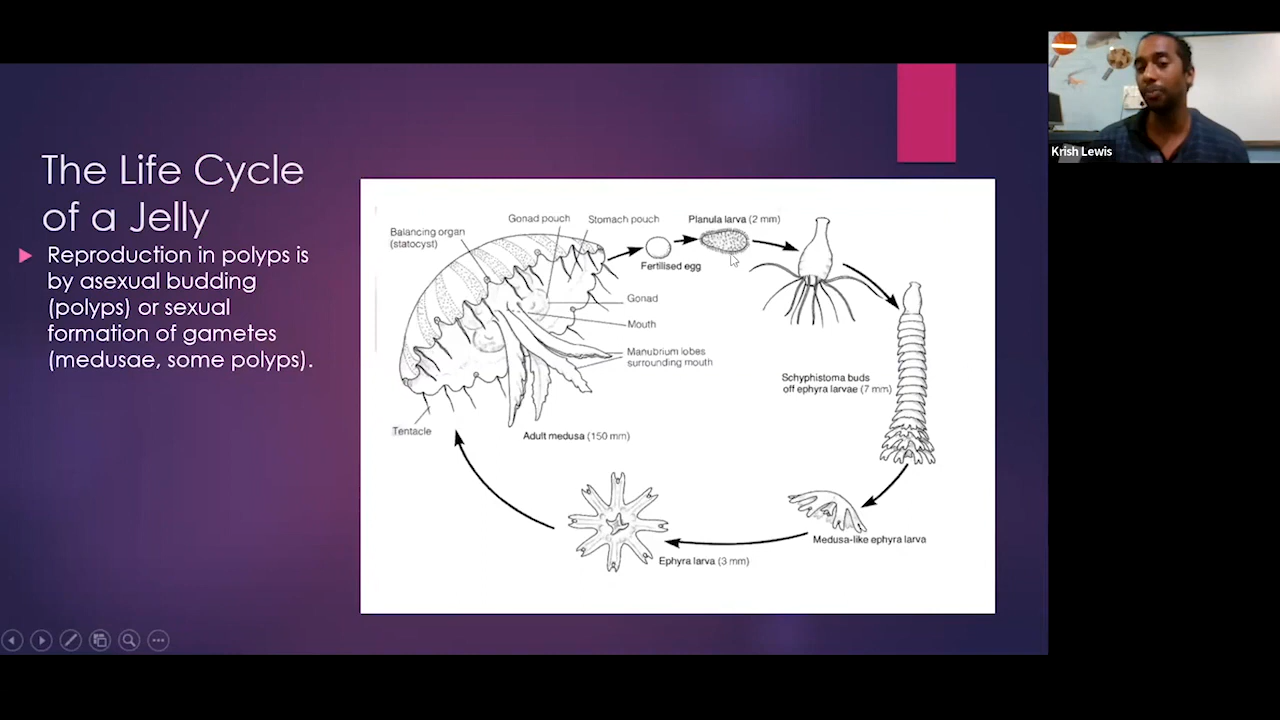 The Life Cycle
of a Jelly
Reproduction in polyps is
by asexual budding
(polyps) or sexual
formation of gametes
(medusae, some polyps).
Gonad pouch
Stomach pouch
Planula larva (2 mm)
Balancing organ
(statocyst)
Fertilised egg
Gonad
Mouth
Manubrium lobes
surrounding mouth
Schyphistoma buds
off ephyra larvae (7 mm)
Tentacle
Adult medusa (150 mm)
Medusa-like ephyra larva
Ephyra larva (3 mm)
Krish Lewis